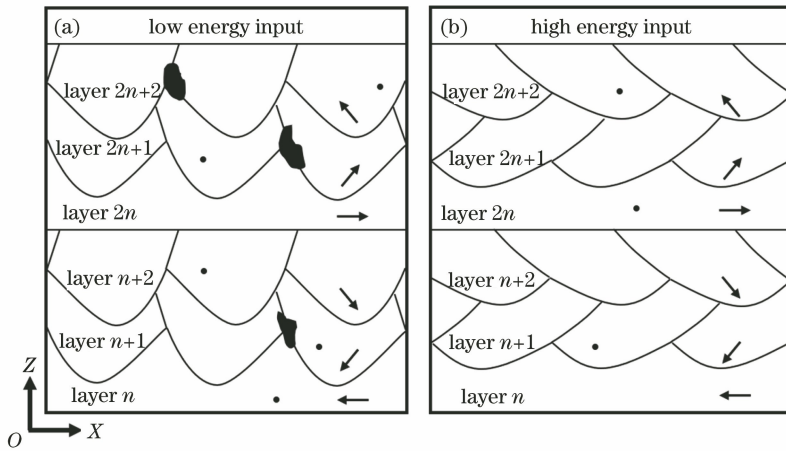 (a) low energy input
layer 2n+2
layer 2n+1
layer 2n
layer n+2
layer n+1
layer n
(b) high energy input
layer 2n+2
layer 2n+1
layer 2n
layer n+2
layer n+1
layer n
Z
O
X